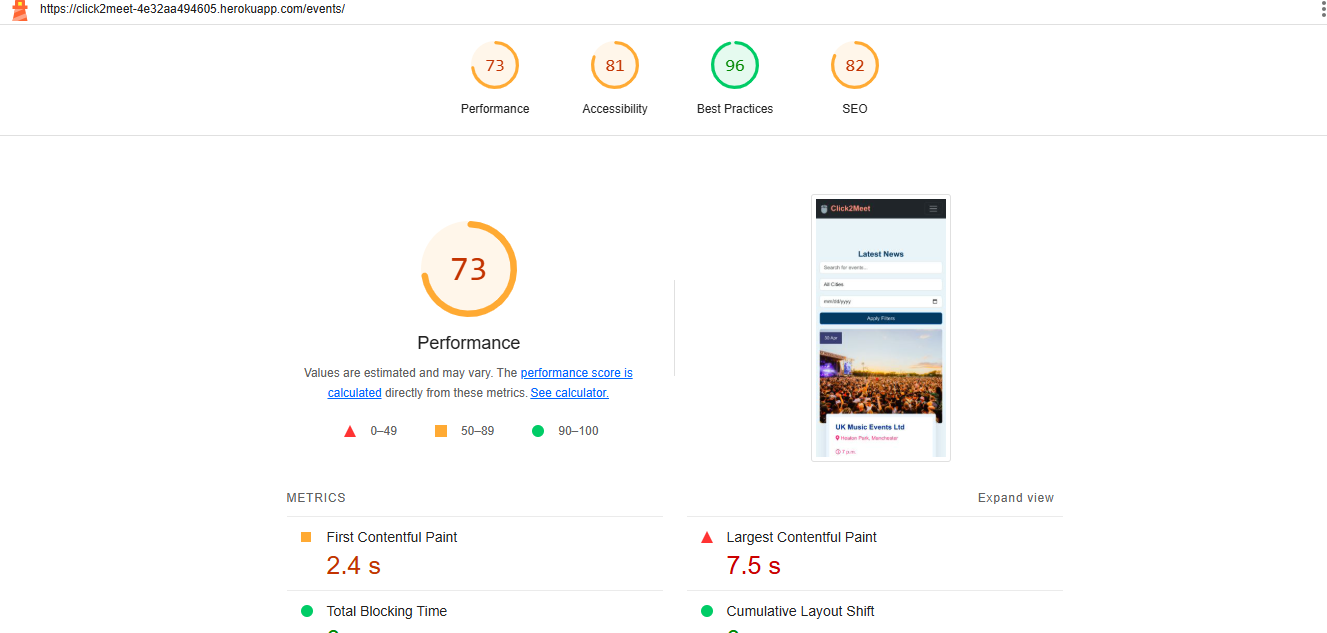 https://click2meet-4e32aa494605.herokuapp.com/events/
73
81
96
82
Performance
Accessibility
Best Practices
SEO
73
Performance
Values are estimated and may vary. The performance score is
calculated directly from these metrics. See calculator.
0–49
50–89
90–100
Click2Meet
Latest News
Search for events...
All Cities
mm/dd/yyyy
Apply Filters
30 Apr
UK Music Events Ltd
Heaton Park, Manchester
7 p.m.
METRICS
Expand view
First Contentful Paint
2.4 s
Largest Contentful Paint
7.5 s
Total Blocking Time
Cumulative Layout Shift